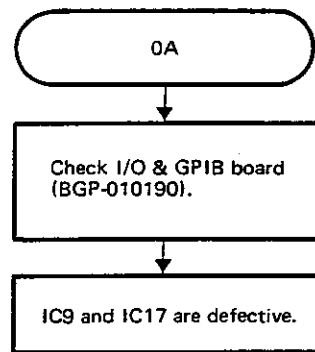 0A
Check I/O & GPIB board
(BGP-010190).
IC9 and IC17 are defective.